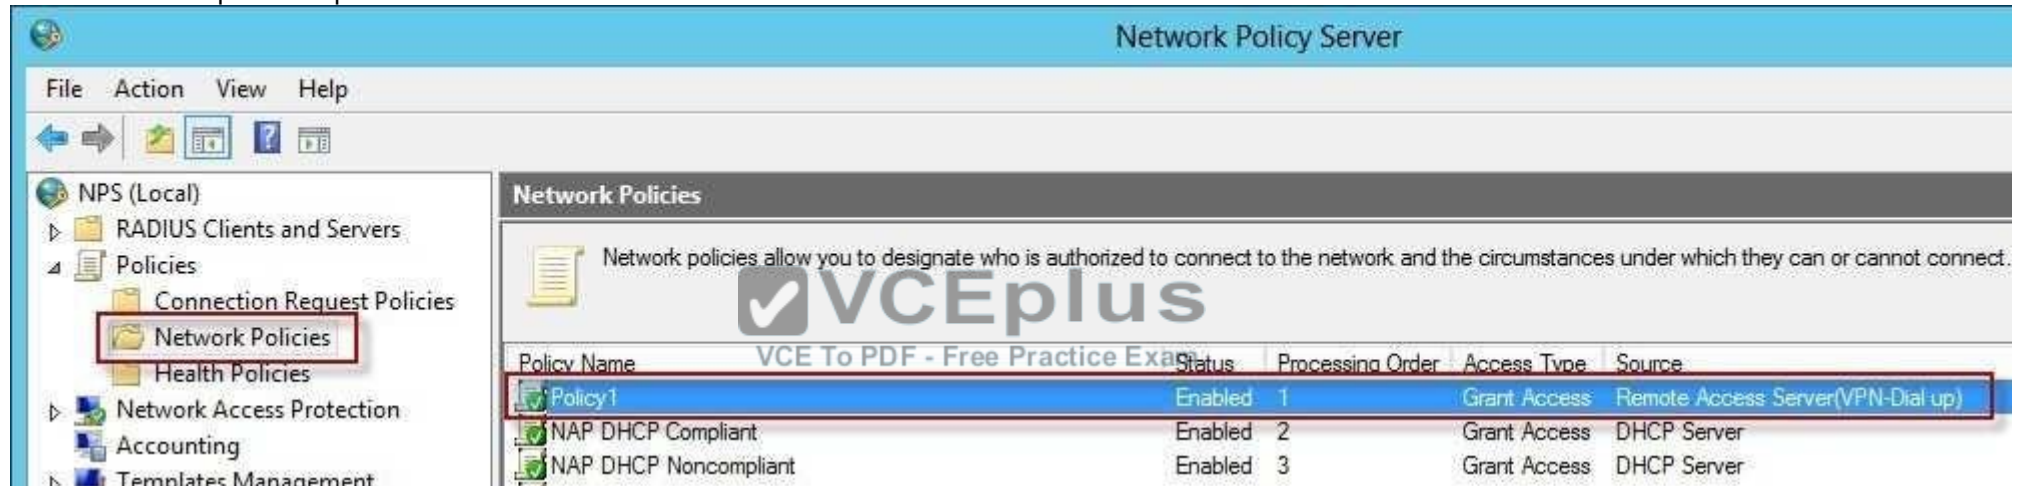 Network Policy Server
File Action View Help
NPS (Local)
RADIUS Clients and Servers
Policies
Connection Request Policies
Network Policies
Health Policies
Network Access Protection
Accounting
Templates Management
Network Policies
Network policies allow you to designate who is authorized to connect to the network and the circumstances under which they can or cannot connect.
VCEplus
VCE To PDF - Free Practice Exam
Policy Name Status Processing Order Access Type Source
Policy1 Enabled 1 Grant Access Remote Access Server(VPN-Dial up)
NAP DHCP Compliant Enabled 2 Grant Access DHCP Server
NAP DHCP Noncompliant Enabled 3 Grant Access DHCP Server